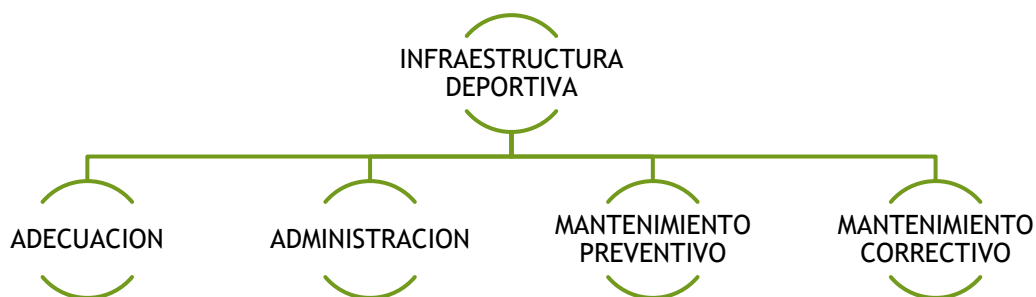 INFRAESTRUCTURA
DEPORTIVA
ADECUACION
ADMINISTRACION
MANTENIMIENTO
PREVENTIVO
MANTENIMIENTO
CORRECTIVO